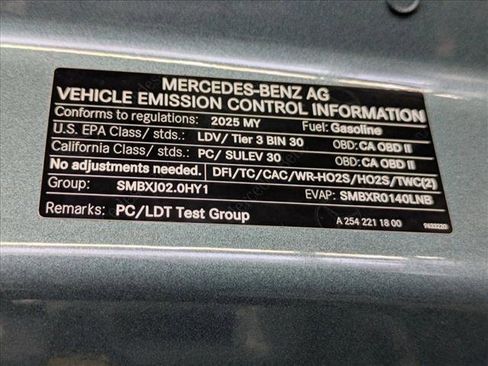 MERCEDES-BENZ AG
VEHICLE EMISSION CONTROL INFORMATION
Conforms to regulations: 2025 MY Fuel: Gasoline
U.S. EPA Class/ stds.: LDV/ Tier 3 BIN 30 OBD: CA OBD II
California Class/ stds.: PC/ SULEV 30 OBD: CA OBD II
No adjustments needed. DFI/TC/CAC/WR-HO2S/HO2S/TWC(2)
Group: SMBXJ02.0HY1 EVAP: SMBXR0140LNB
Remarks: PC/LDT Test Group A 254 221 18 00